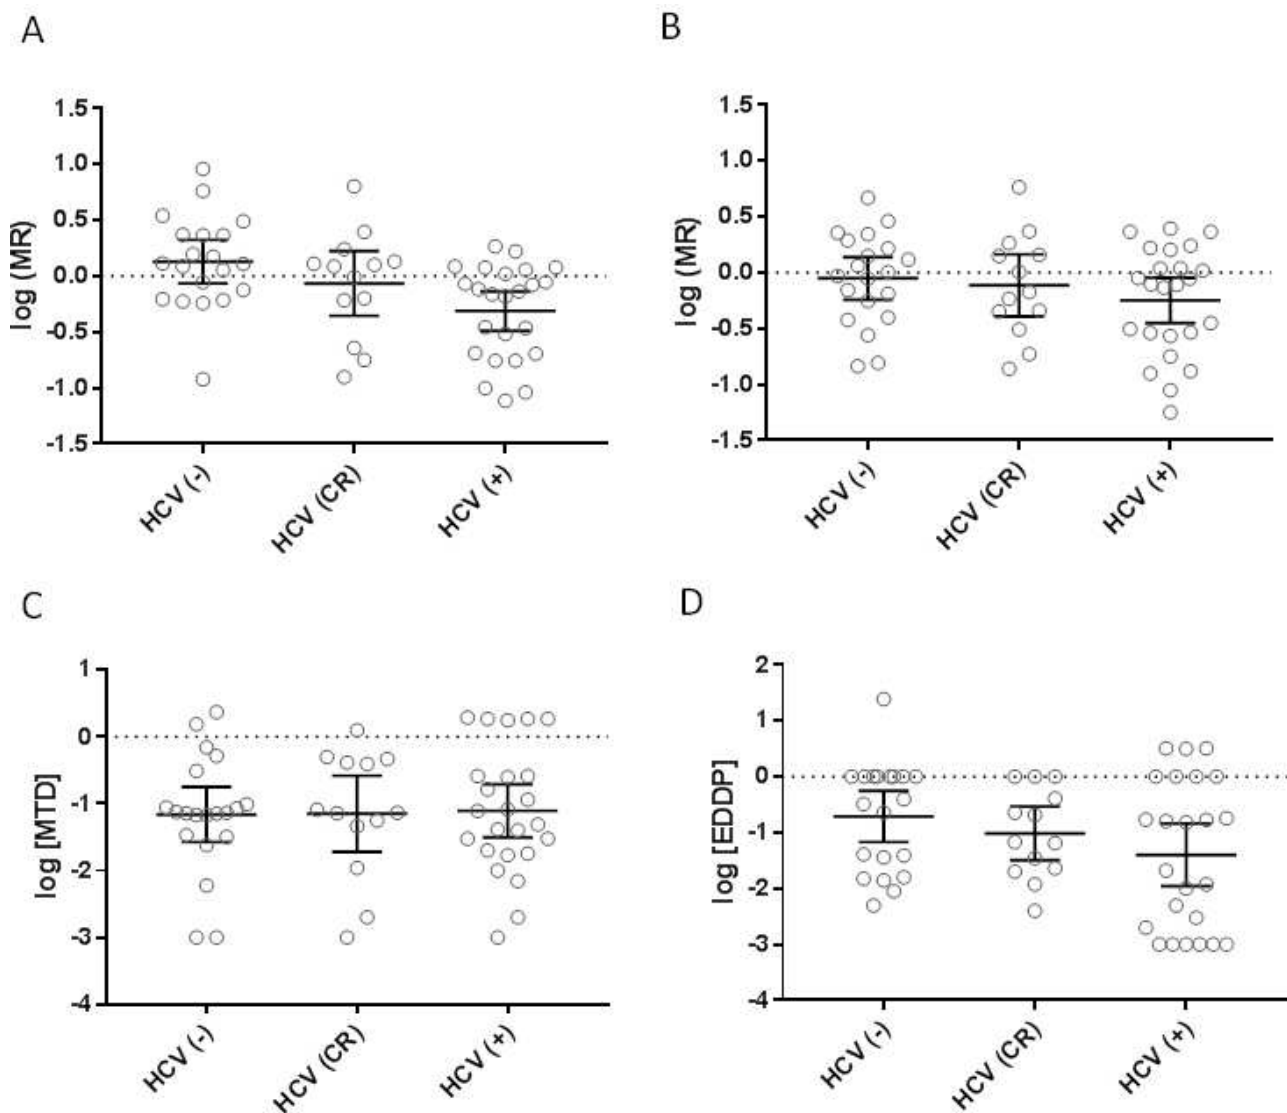 A
log (MR)
1.5
1.0
0.5
0.0
-0.5
-1.0
-1.5
HCV (-)
HCV (CR)
HCV (+)
B
log (MR)
1.5
1.0
0.5
0.0
-0.5
-1.0
-1.5
HCV (-)
HCV (CR)
HCV (+)
C
log [MTD]
1
0
-1
-2
-3
-4
HCV (-)
HCV (CR)
HCV (+)
D
log [EDDP]
2
1
0
-1
-2
-3
-4
HCV (-)
HCV (CR)
HCV (+)